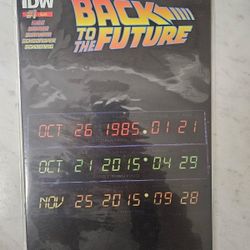 IDW
BACK
TO THE
FUTURE
OCT 26 1985 01 21
OCT 21 2015 04 29
NOV 25 2015 09 28